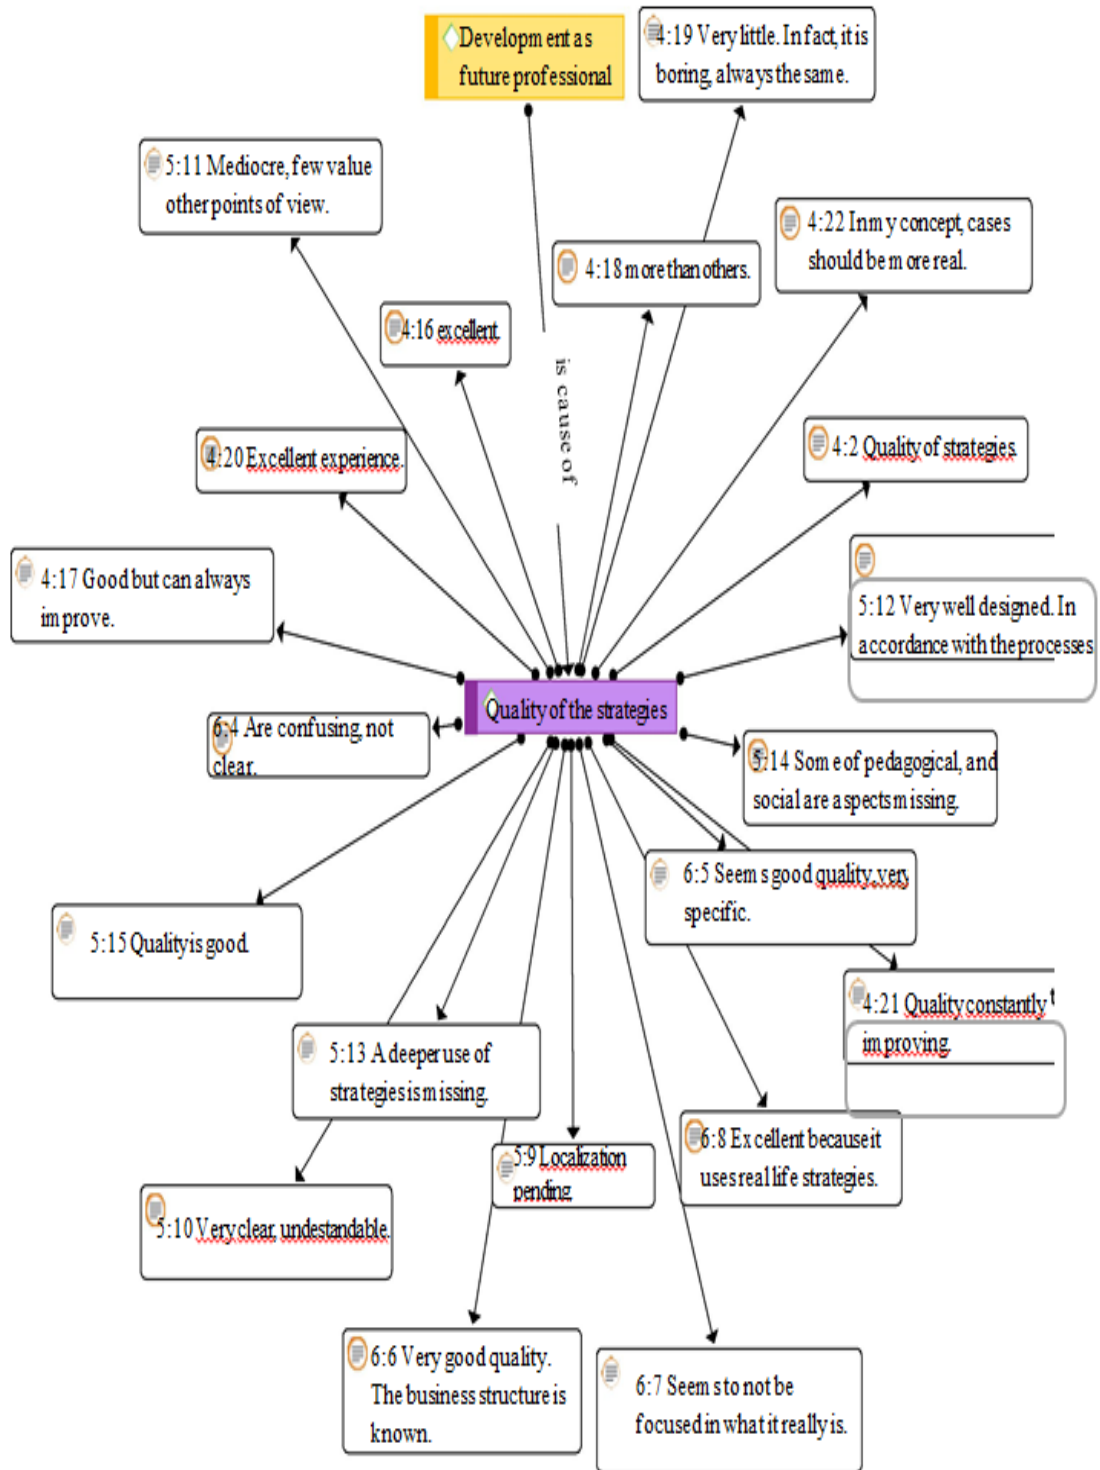 Development as
future professional
4:19 Very little. In fact, it is
boring, always the same.
5:11 Mediocre, few value
other points of view.
4:22 In my concept, cases
should be more real.
4:18 more than others.
4:16 excellent.
is cause of
4:20 Excellent experience.
4:2 Quality of strategies.
4:17 Good but can always
improve.
5:12 Very well designed. In
accordance with the processes
Quality of the strategies
6:4 Are confusing, not
clear.
5:14 Some of pedagogical, and
social are aspects missing.
6:5 Seems good quality, very
specific.
5:15 Quality is good.
4:21 Quality constantly t
improving.
5:13 A deeper use of
strategies is missing.
6:8 Excellent because it
uses real life strategies.
5:9 Localization
pending.
5:10 Very clear, undestandable.
6:6 Very good quality.
The business structure is
known.
6:7 Seems to not be
focused in what it really is.